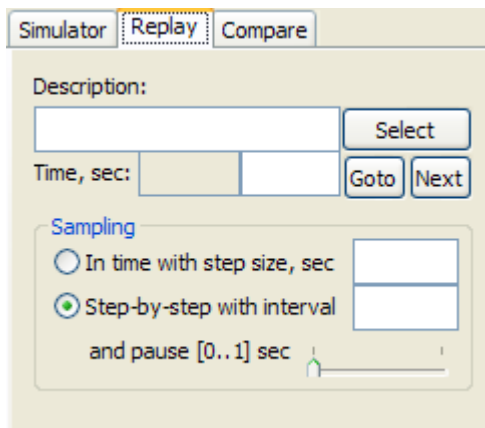 Simulator Replay Compare
Description:
Select
Time, sec: Goto Next
Sampling
In time with step size, sec
Step-by-step with interval
and pause [0..1] sec